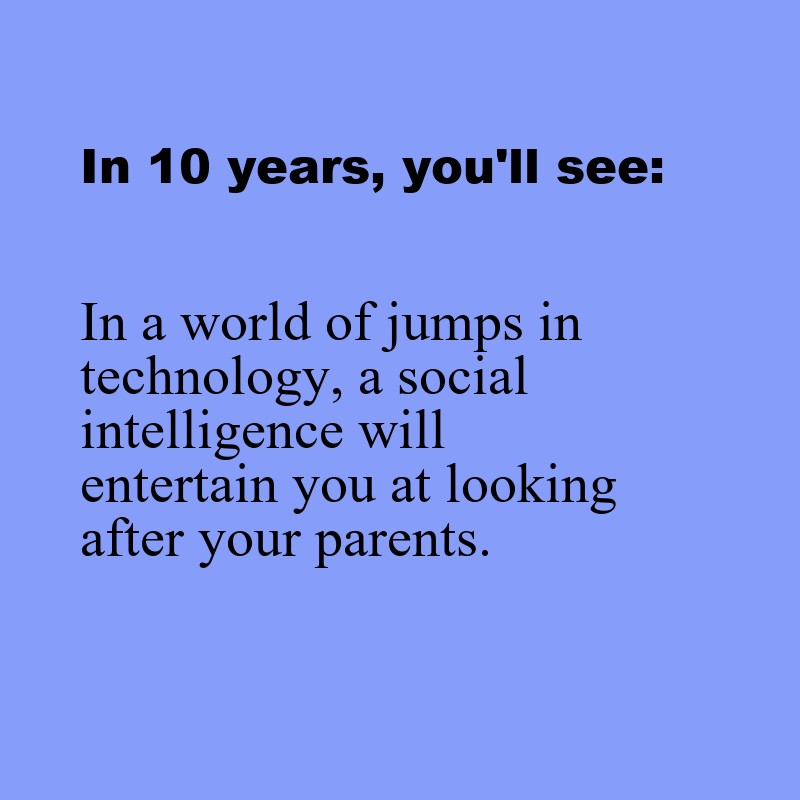 In 10 years, you'll see:
In a world of jumps in
technology, a social
intelligence will
entertain you at looking
after your parents.